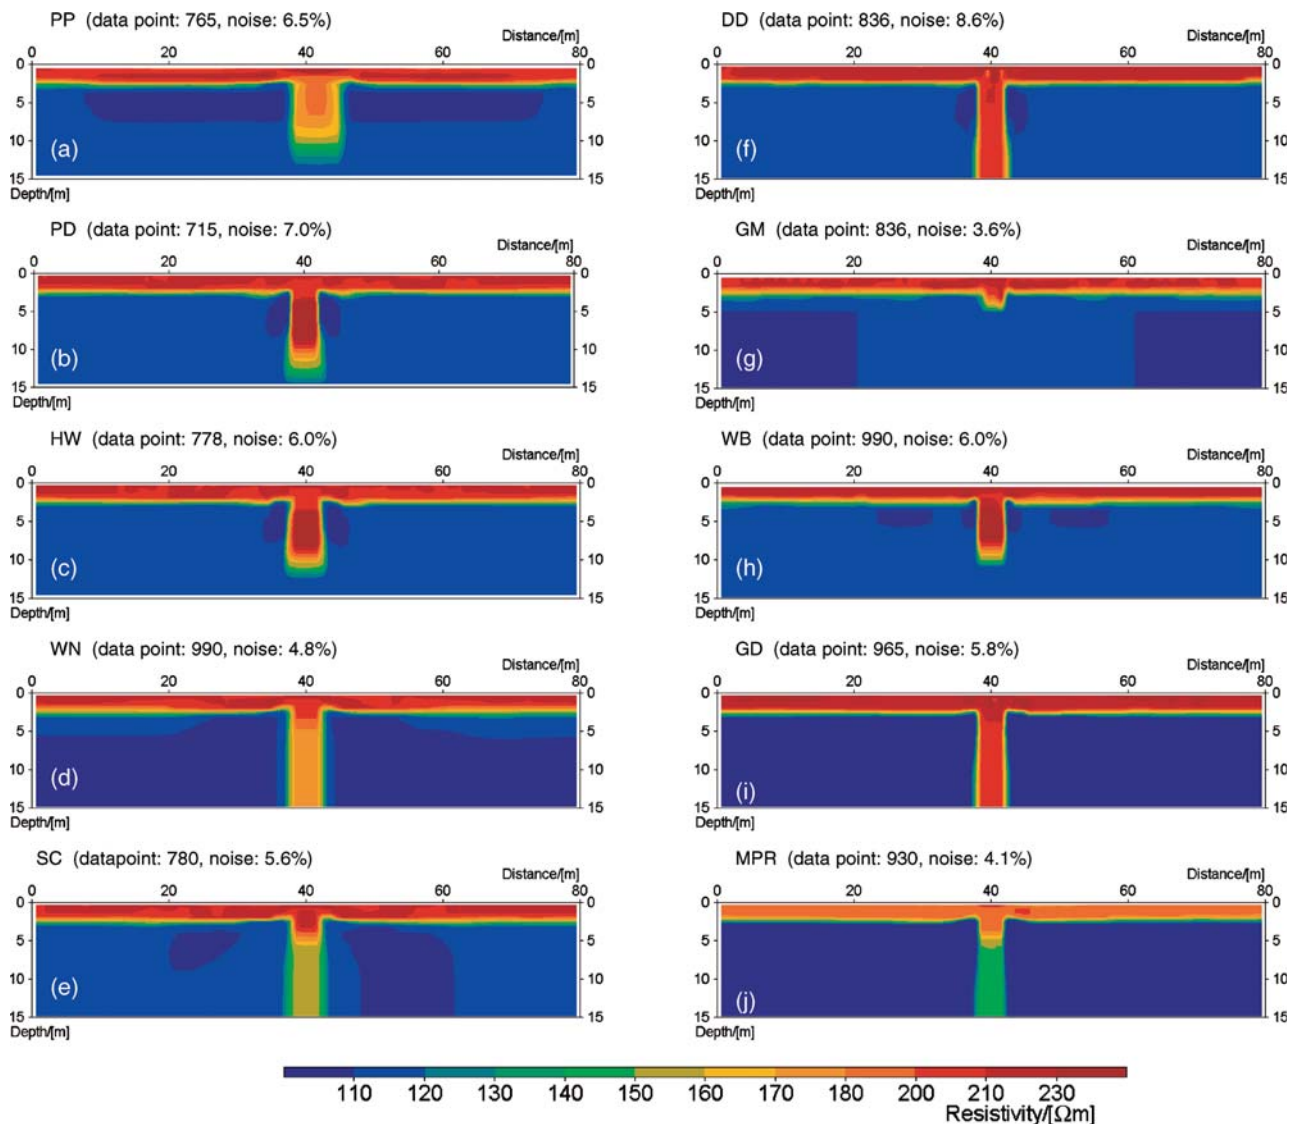 PP (data point: 765, noise: 6.5%)
Distance/[m]
0 20 40 60 80
0 0
5 5
10 10
15 15
Depth/[m]
(a)
PD (data point: 715, noise: 7.0%)
Distance/[m]
0 20 40 60 80
0 0
5 5
10 10
15 15
Depth/[m]
(b)
HW (data point: 778, noise: 6.0%)
Distance/[m]
0 20 40 60 80
0 0
5 5
10 10
15 15
Depth/[m]
(c)
WN (data point: 990, noise: 4.8%)
Distance/[m]
0 20 40 60 80
0 0
5 5
10 10
15 15
Depth/[m]
(d)
SC (datapoint: 780, noise: 5.6%)
Distance/[m]
0 20 40 60 80
0 0
5 5
10 10
15 15
Depth/[m]
(e)
DD (data point: 836, noise: 8.6%)
Distance/[m]
0 20 40 60 80
0 0
5 5
10 10
15 15
Depth/[m]
(f)
GM (data point: 836, noise: 3.6%)
Distance/[m]
0 20 40 60 80
0 0
5 5
10 10
15 15
Depth/[m]
(g)
WB (data point: 990, noise: 6.0%)
Distance/[m]
0 20 40 60 80
0 0
5 5
10 10
15 15
Depth/[m]
(h)
GD (data point: 965, noise: 5.8%)
Distance/[m]
0 20 40 60 80
0 0
5 5
10 10
15 15
Depth/[m]
(i)
MPR (data point: 930, noise: 4.1%)
Distance/[m]
0 20 40 60 80
0 0
5 5
10 10
15 15
Depth/[m]
(j)
110 120 130 140 150 160 170 180 200 210 230
Resistivity/[Ωm]